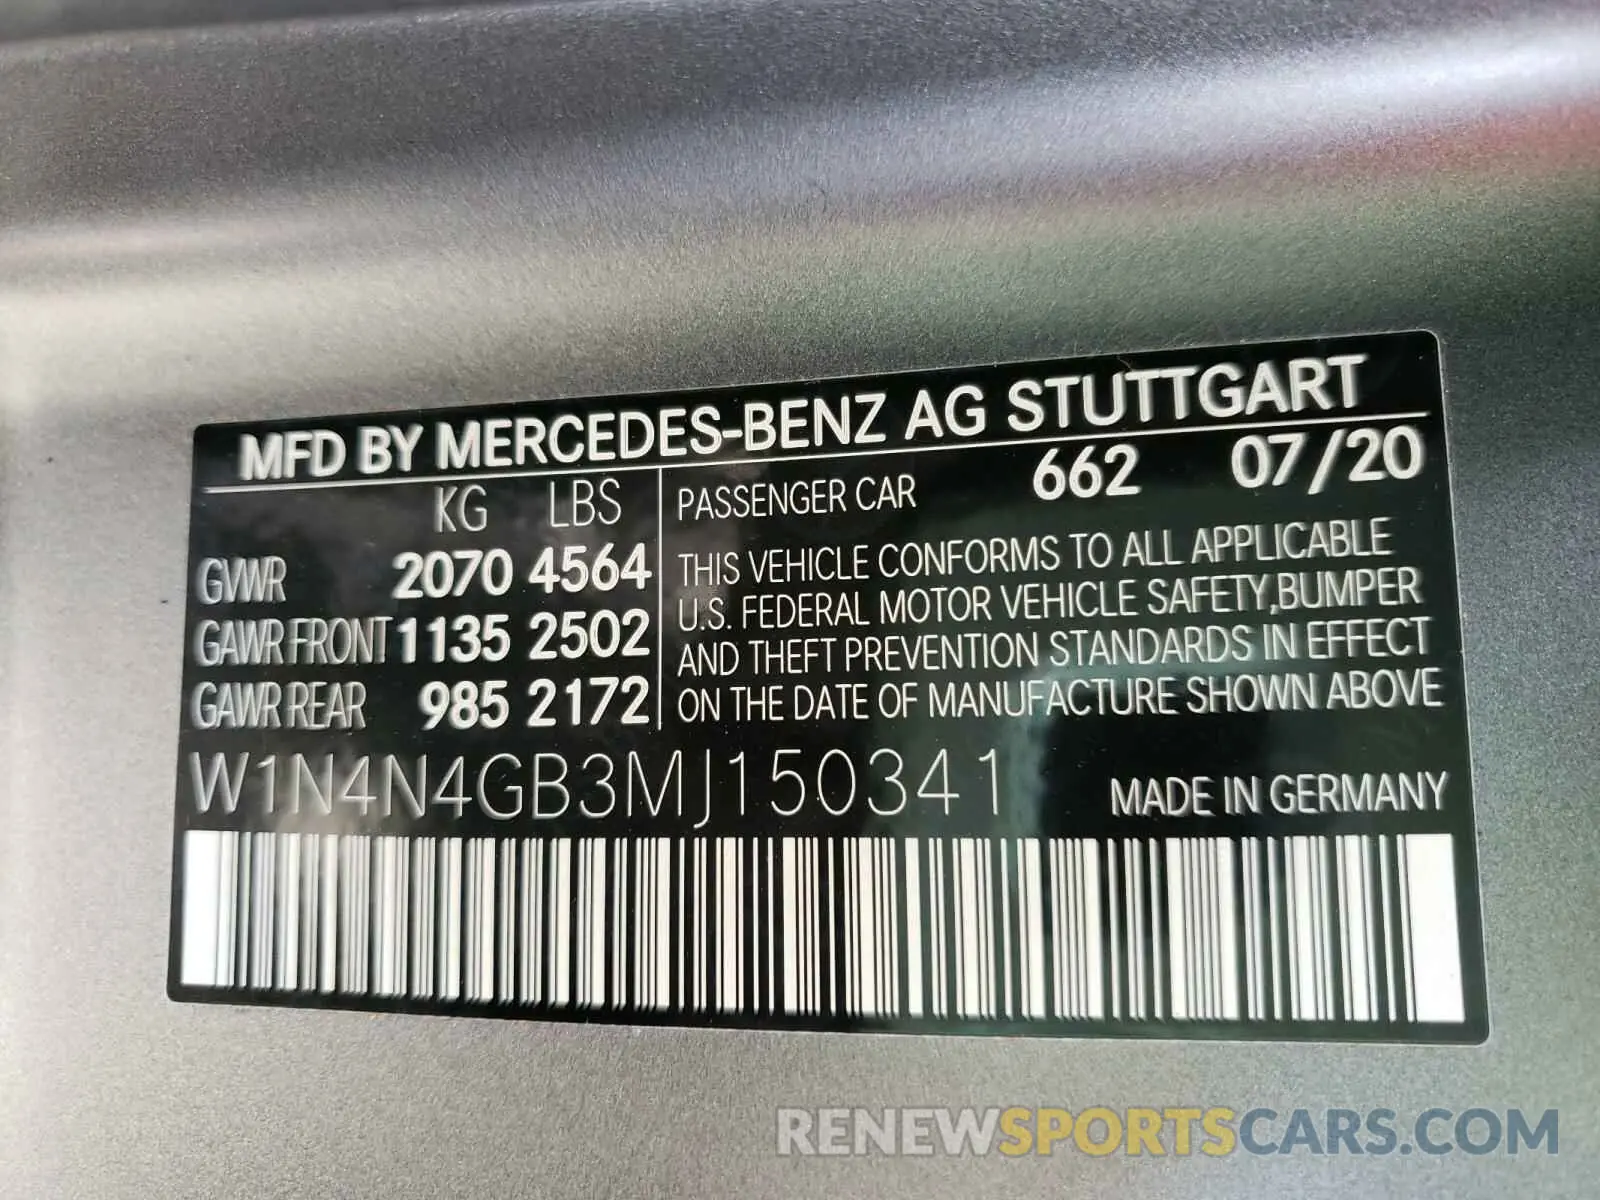 MFD BY MERCEDES-BENZ AG STUTTGART
KG LBS
PASSENGER CAR 662 07/20
GVWR 2070 4564
GAWR FRONT 1135 2502
GAWR REAR 985 2172
THIS VEHICLE CONFORMS TO ALL APPLICABLE
U.S. FEDERAL MOTOR VEHICLE SAFETY,BUMPER
AND THEFT PREVENTION STANDARDS IN EFFECT
ON THE DATE OF MANUFACTURE SHOWN ABOVE
W1N4N4GB3MJ150341
MADE IN GERMANY
RENEWSPORTSCARS.COM